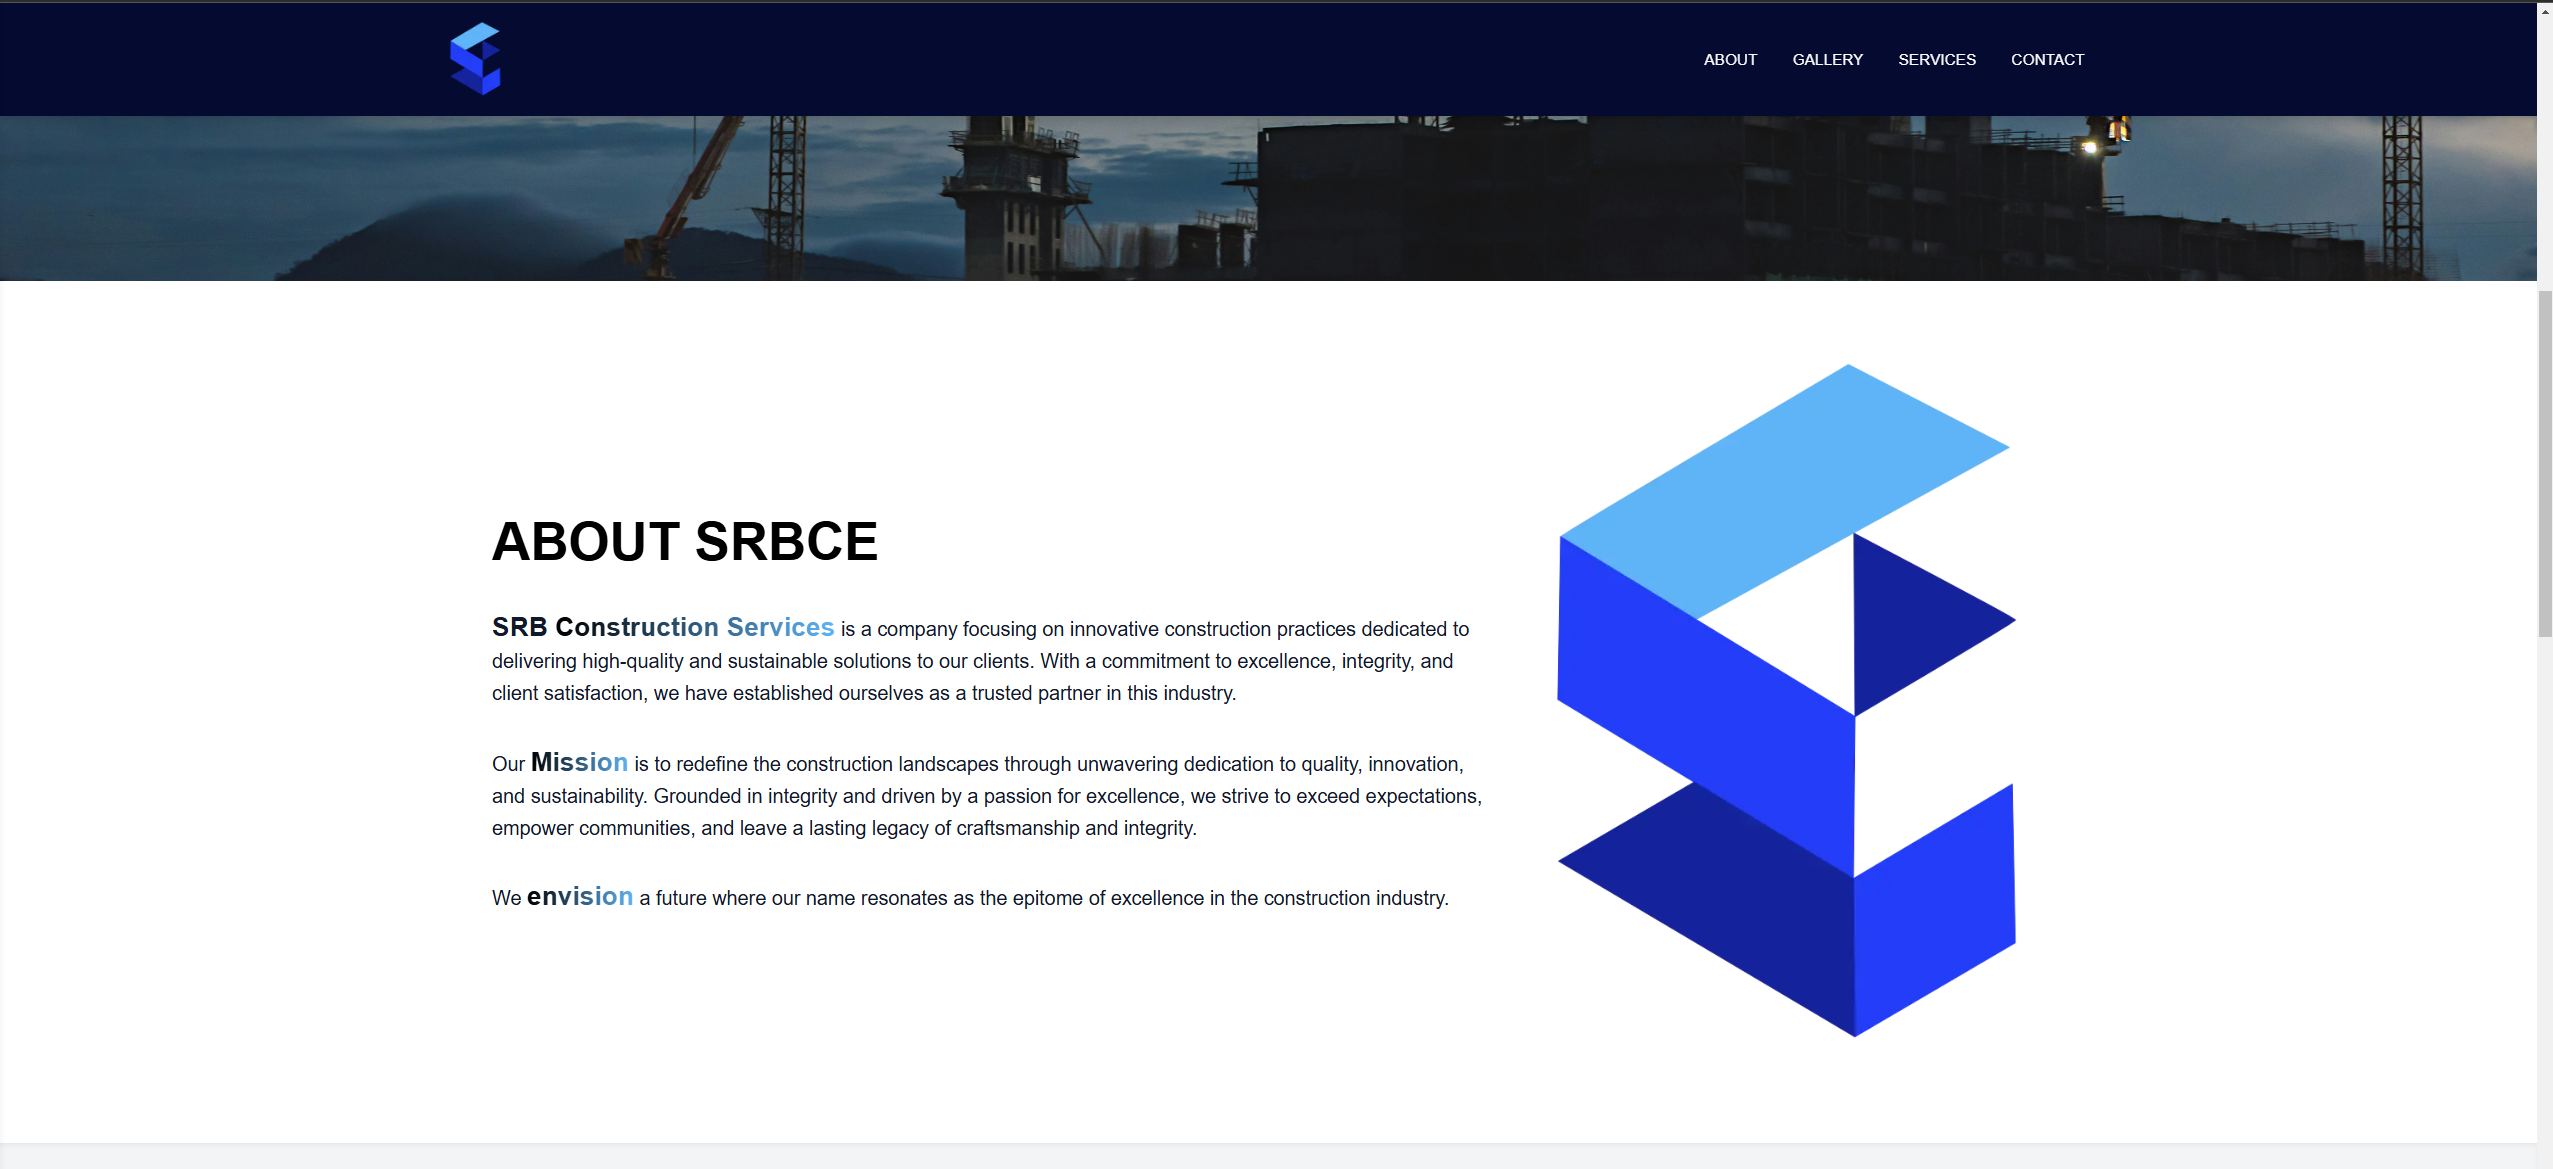 ABOUT GALLERY SERVICES CONTACT
ABOUT SRBCE
SRB Construction Services is a company focusing on innovative construction practices dedicated to
delivering high-quality and sustainable solutions to our clients. With a commitment to excellence, integrity, and
client satisfaction, we have established ourselves as a trusted partner in this industry.
Our Mission is to redefine the construction landscapes through unwavering dedication to quality, innovation,
and sustainability. Grounded in integrity and driven by a passion for excellence, we strive to exceed expectations,
empower communities, and leave a lasting legacy of craftsmanship and integrity.
We envision a future where our name resonates as the epitome of excellence in the construction industry.